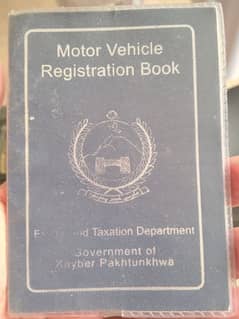 Motor Vehicle
Registration Book
and Taxation Department
Government of
Khyber Pakhtunkhwa